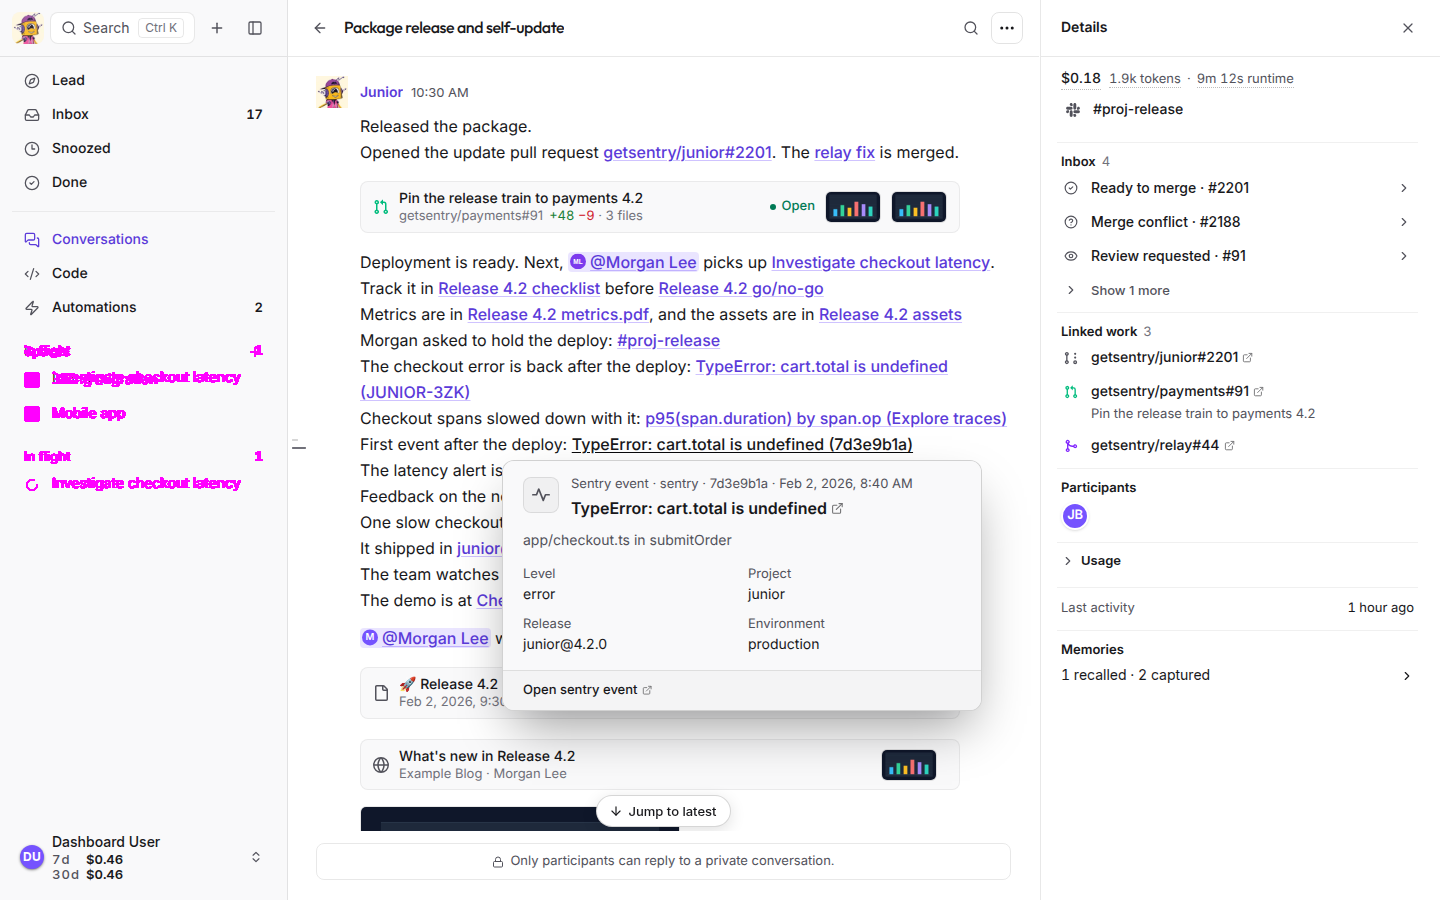 Search
Ctrl K
Lead
Inbox
17
Snoozed
Done
Conversations
Code
Automations
2
Mobile app
In flight
1
Investigate checkout latency
DU
Dashboard User
7d $0.46
30d $0.46
Package release and self-update
Junior 10:30 AM
Released the package.
Opened the update pull request getsentry/junior#2201. The relay fix is merged.
Pin the release train to payments 4.2
getsentry/payments#91 +48 −9 · 3 files
Open
Deployment is ready. Next, ML @Morgan Lee picks up Investigate checkout latency.
Track it in Release 4.2 checklist before Release 4.2 go/no-go
Metrics are in Release 4.2 metrics.pdf, and the assets are in Release 4.2 assets
Morgan asked to hold the deploy: #proj-release
The checkout error is back after the deploy: TypeError: cart.total is undefined
(JUNIOR-3ZK)
Checkout spans slowed down with it: p95(span.duration) by span.op (Explore traces)
First event after the deploy: TypeError: cart.total is undefined (7d3e9b1a)
The latency alert is
Feedback on the
One slow checkout
It shipped in junior
The team watches
The demo is at
M @Morgan Lee
Sentry event · sentry · 7d3e9b1a · Feb 2, 2026, 8:40 AM
TypeError: cart.total is undefined
app/checkout.ts in submitOrder
Level
error
Project
junior
Release
junior@4.2.0
Environment
production
Open sentry event
🚀 Release 4.2
Feb 2, 2026, 9:30
What's new in Release 4.2
Example Blog · Morgan Lee
Jump to latest
Only participants can reply to a private conversation.
Details
$0.18 1.9k tokens · 9m 12s runtime
#proj-release
Inbox 4
Ready to merge · #2201
Merge conflict · #2188
Review requested · #91
Show 1 more
Linked work 3
getsentry/junior#2201
getsentry/payments#91
Pin the release train to payments 4.2
getsentry/relay#44
Participants
JB
Usage
Last activity
1 hour ago
Memories
1 recalled · 2 captured